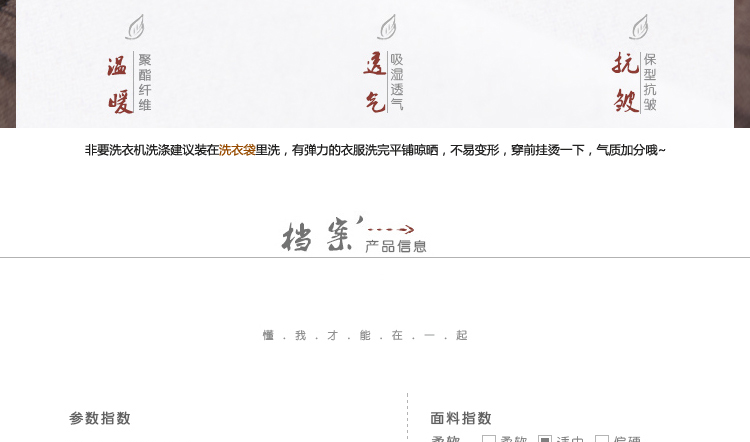 温暖
聚酯纤维
透气
吸湿透气
抗皱
保型抗皱
非要洗衣机洗涤建议装在洗衣袋里洗，有弹力的衣服洗完平铺晾晒，不易变形，穿前挂烫一下，气质加分哦~
档案
产品信息
懂．我．才．能．在．一．起
参数指数
面料指数
柔软 柔软 适中 偏硬